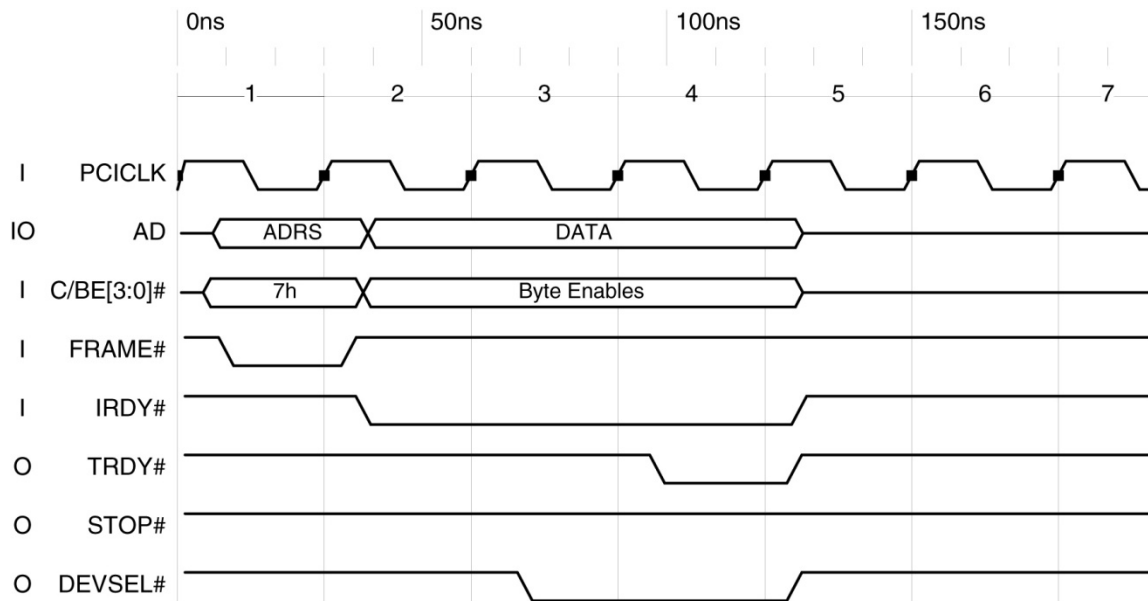 0ns 50ns 100ns 150ns
1 2 3 4 5 6 7
I PCICLK
IO AD ADRS DATA
I C/BE[3:0]# 7h Byte Enables
I FRAME#
I IRDY#
O TRDY#
O STOP#
O DEVSEL#